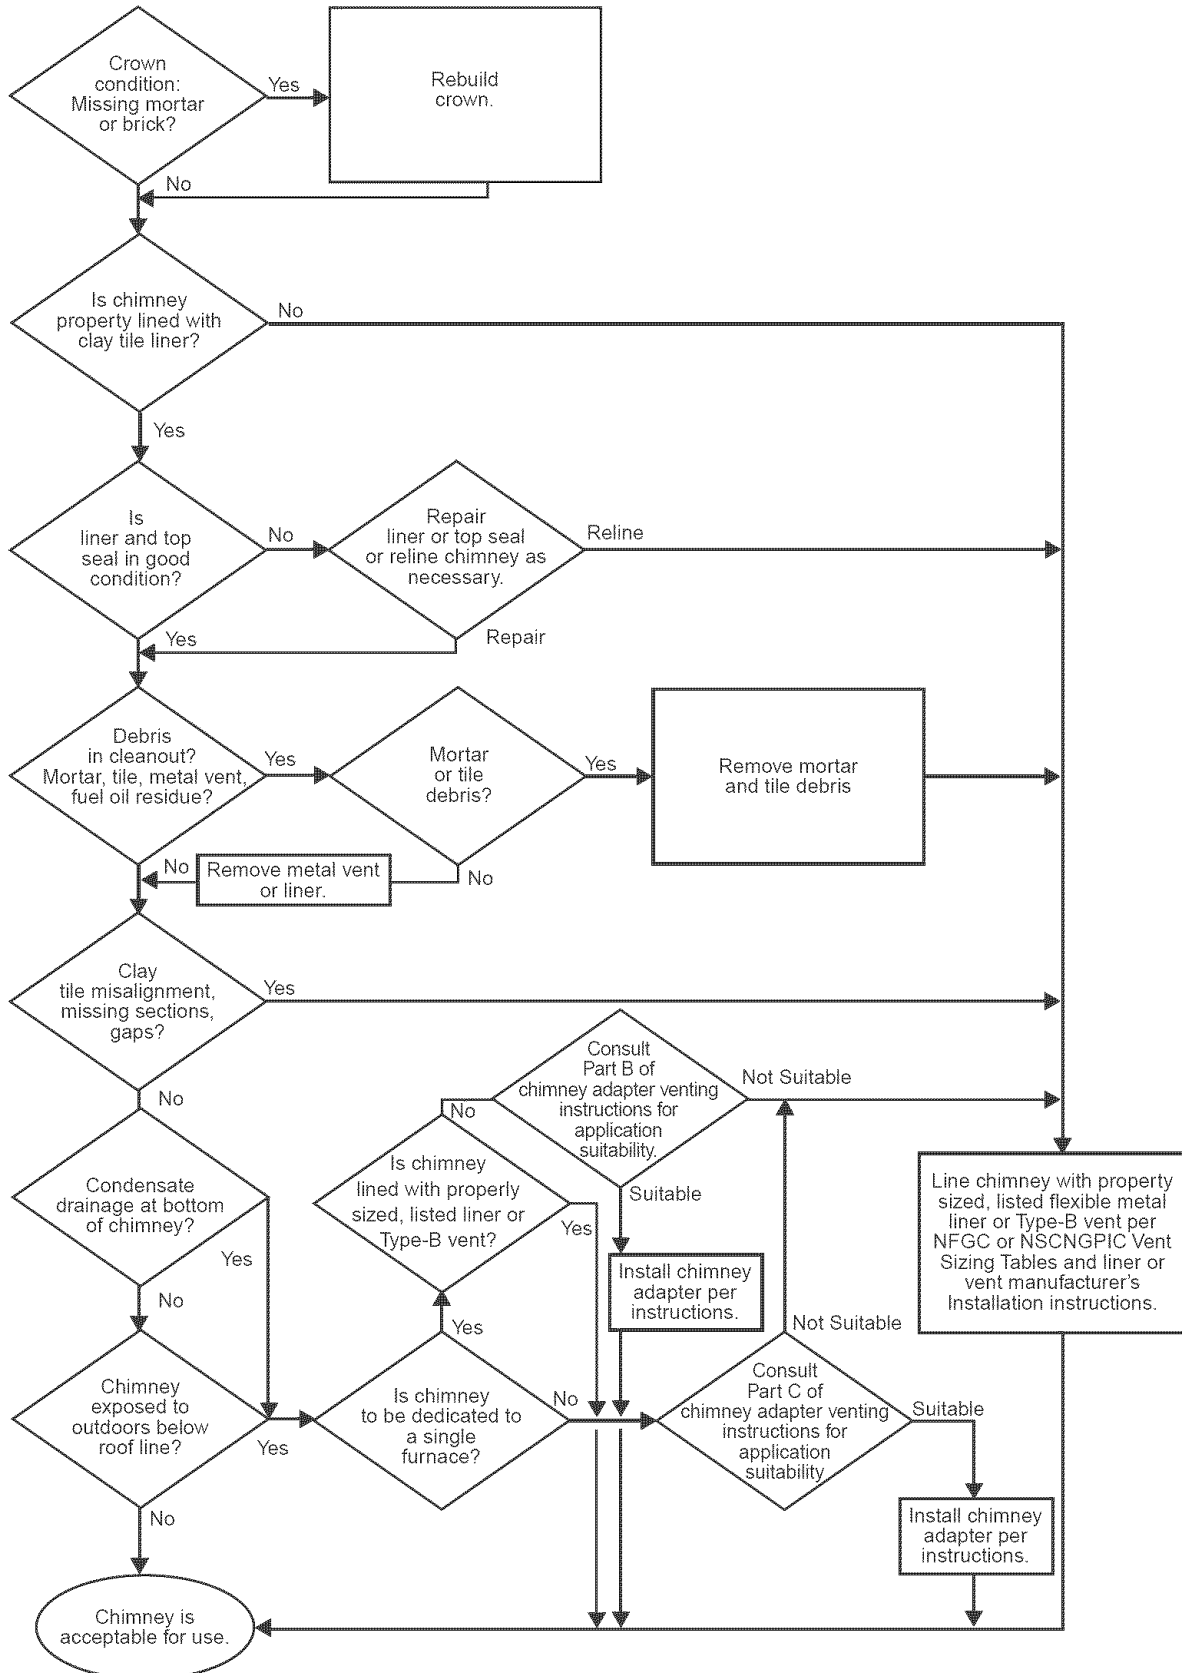 Crown
condition:
Missing mortar
or brick?
Yes
Rebuild
crown.
No
Is chimney
property lined with
clay tile liner?
No
Yes
Is
liner and top
seal in good
condition?
No
Repair
liner or top seal
or reline chimney as
necessary.
Reline
Yes
Repair
Debris
in cleanout?
Mortar, tile, metal vent,
fuel oil residue?
Yes
Mortar
or tile
debris?
Yes
Remove mortar
and tile debris
No
Remove metal vent
or liner.
No
Clay
tile misalignment,
missing sections,
gaps?
Yes
No
Consult
Part B of
chimney adapter venting
instructions for
application
suitability.
Not Suitable
No
Is chimney
lined with properly
sized, listed liner or
Type-B vent?
Yes
Suitable
Install chimney
adapter per
instructions.
Condensate
drainage at bottom
of chimney?
Yes
No
Line chimney with property
sized, listed flexible metal
liner or Type-B vent per
NFGC or NSCNGPIC Vent
Sizing Tables and liner or
vent manufacturer's
Installation instructions.
Chimney
exposed to
outdoors below
roof line?
Yes
Yes
Is chimney
to be dedicated to
a single
furnace?
No
Not Suitable
Consult
Part C of
chimney adapter venting
instructions for
application
suitability
Suitable
Install chimney
adapter per
instructions.
No
Chimney is
acceptable for use.